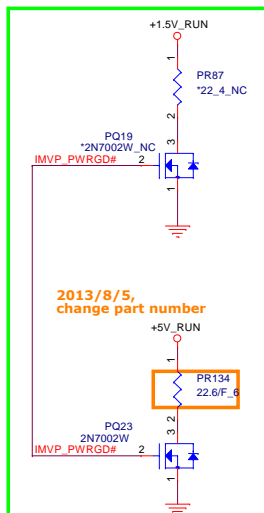 +1.5V_RUN
1
PR87
*22_4_NC
2
PQ19
*2N7002W_NC
3
IMVP_PWRGD#
2
1
2013/8/5,
change part number
+5V_RUN
1
PR134
22.6/F_6
2
PQ23
2N7002W
3
IMVP_PWRGD#
2
1